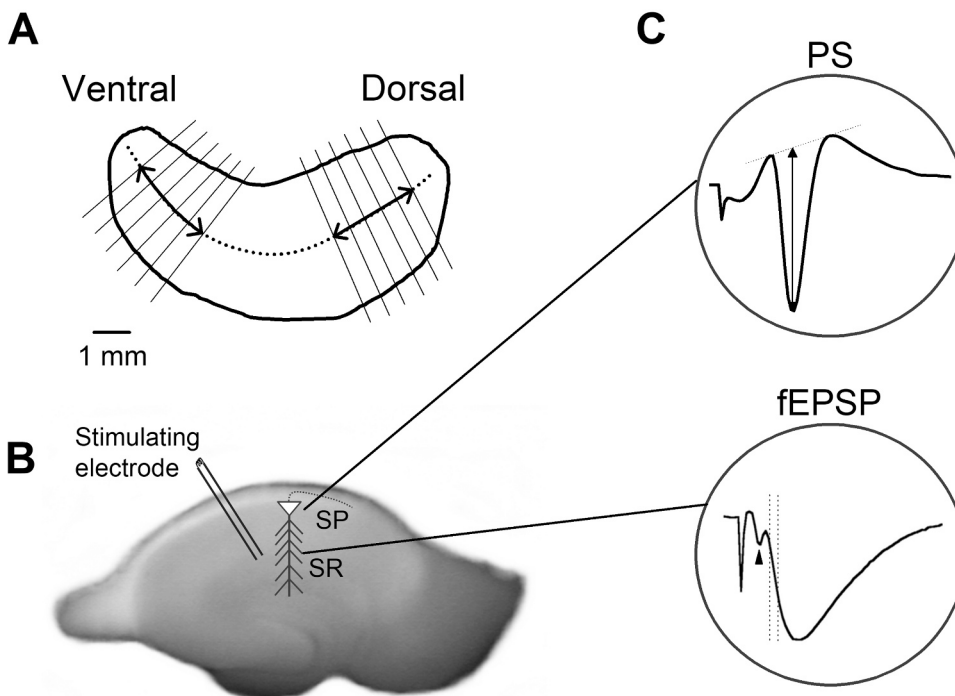 A
Ventral
Dorsal
1 mm
B
Stimulating
electrode
SP
SR
C
PS
fEPSP